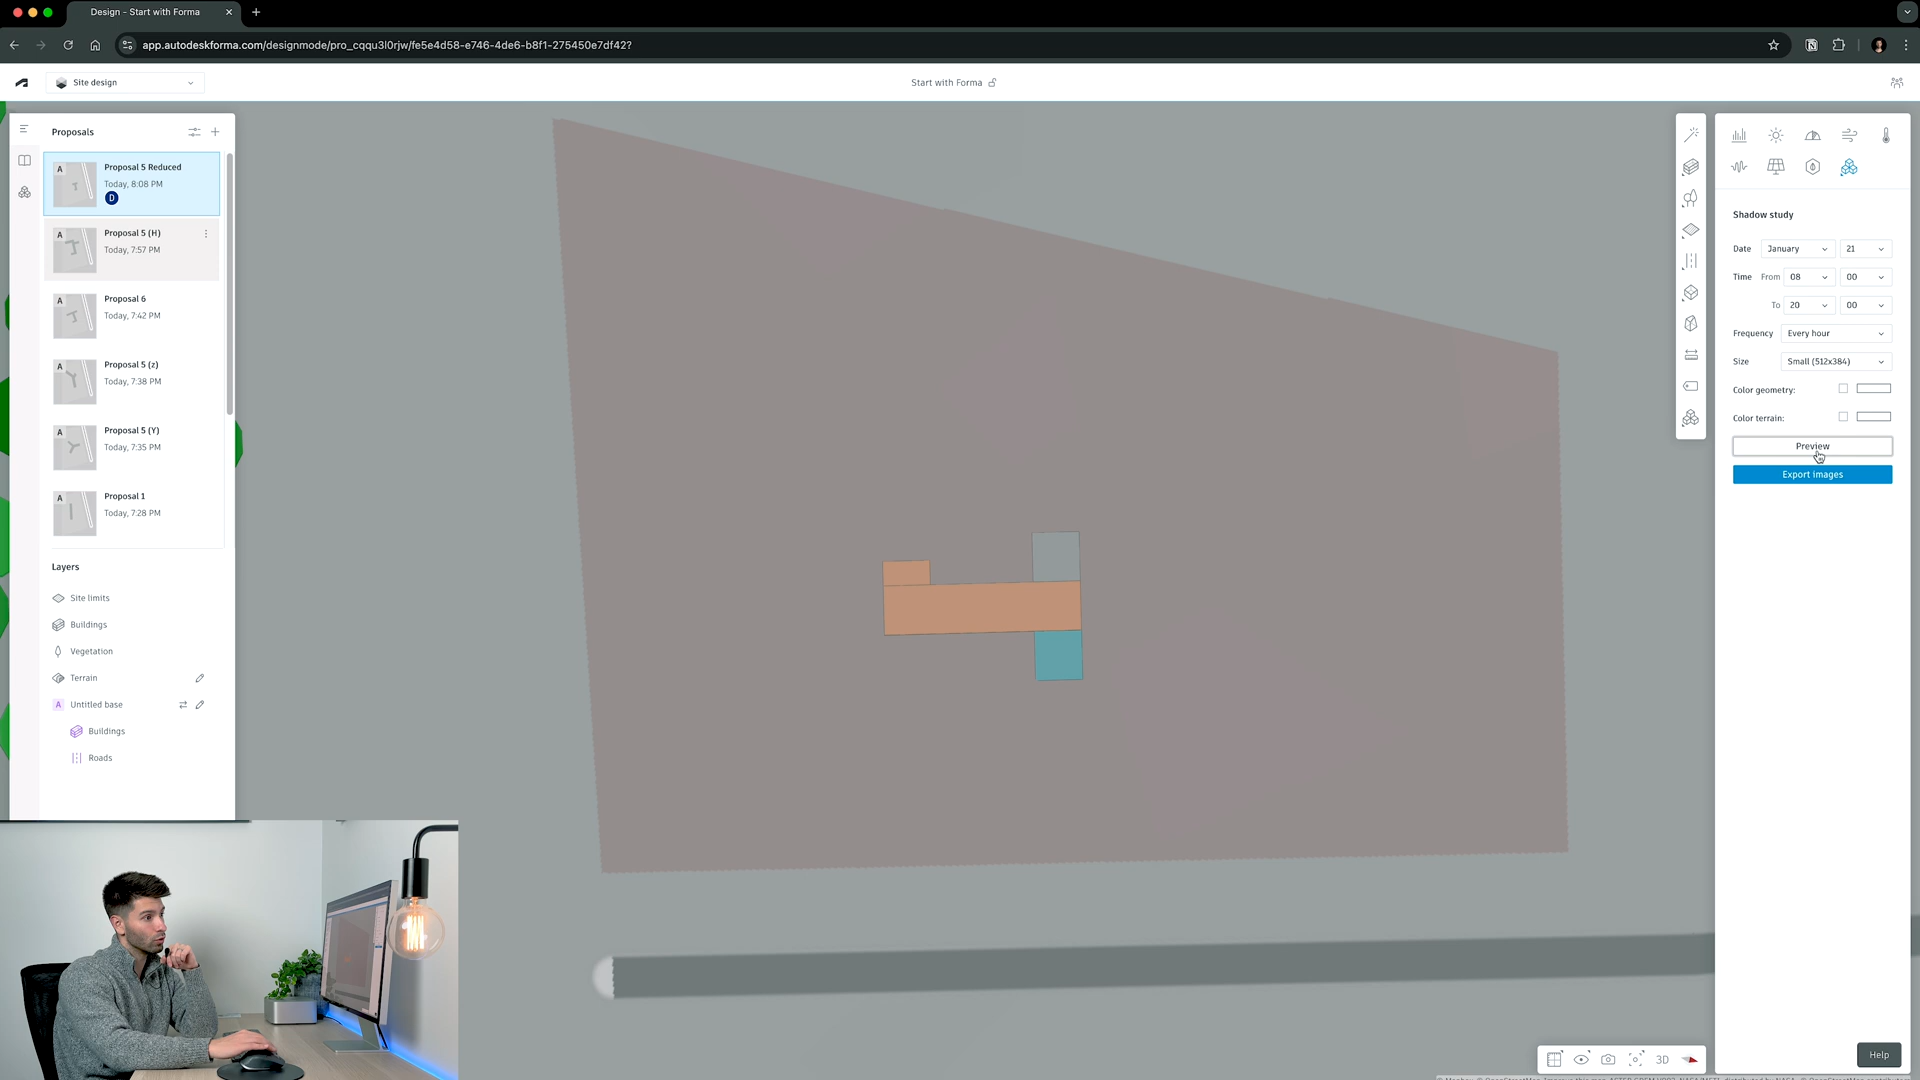 Design - Start with Forma
app.autodeskforma.com/designmode/pro_cqqu3l0rjw/fe5e4d58-e746-4de6-b8f1-275450e7df42?
Site design
Start with Forma
Proposals
A
Proposal 5 Reduced
Today, 8:08 PM
D
A
Proposal 5 (H)
Today, 7:57 PM
A
Proposal 6
Today, 7:42 PM
A
Proposal 5 (z)
Today, 7:38 PM
A
Proposal 5 (Y)
Today, 7:35 PM
A
Proposal 1
Today, 7:28 PM
Layers
Site limits
Buildings
Vegetation
Terrain
A Untitled base
Buildings
Roads
Shadow study
Date January 21
Time From 08 00
To 20 00
Frequency Every hour
Size Small (512x384)
Color geometry:
Color terrain:
Preview
Export images
3D
Help